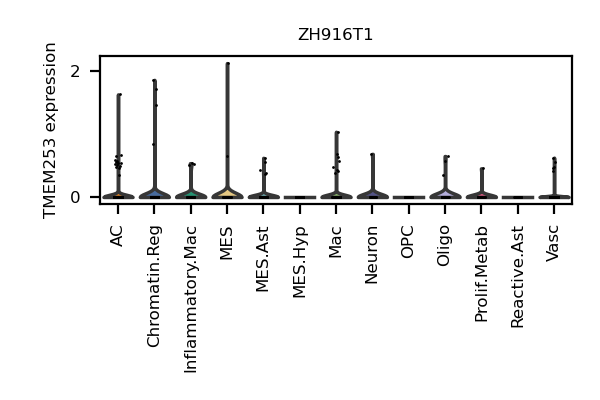 ZH916T1
TMEM253 expression
2
0
AC
Chromatin.Reg
Inflammatory.Mac
MES
MES.Ast
MES.Hyp
Mac
Neuron
OPC
Oligo
Prolif.Metab
Reactive.Ast
Vasc